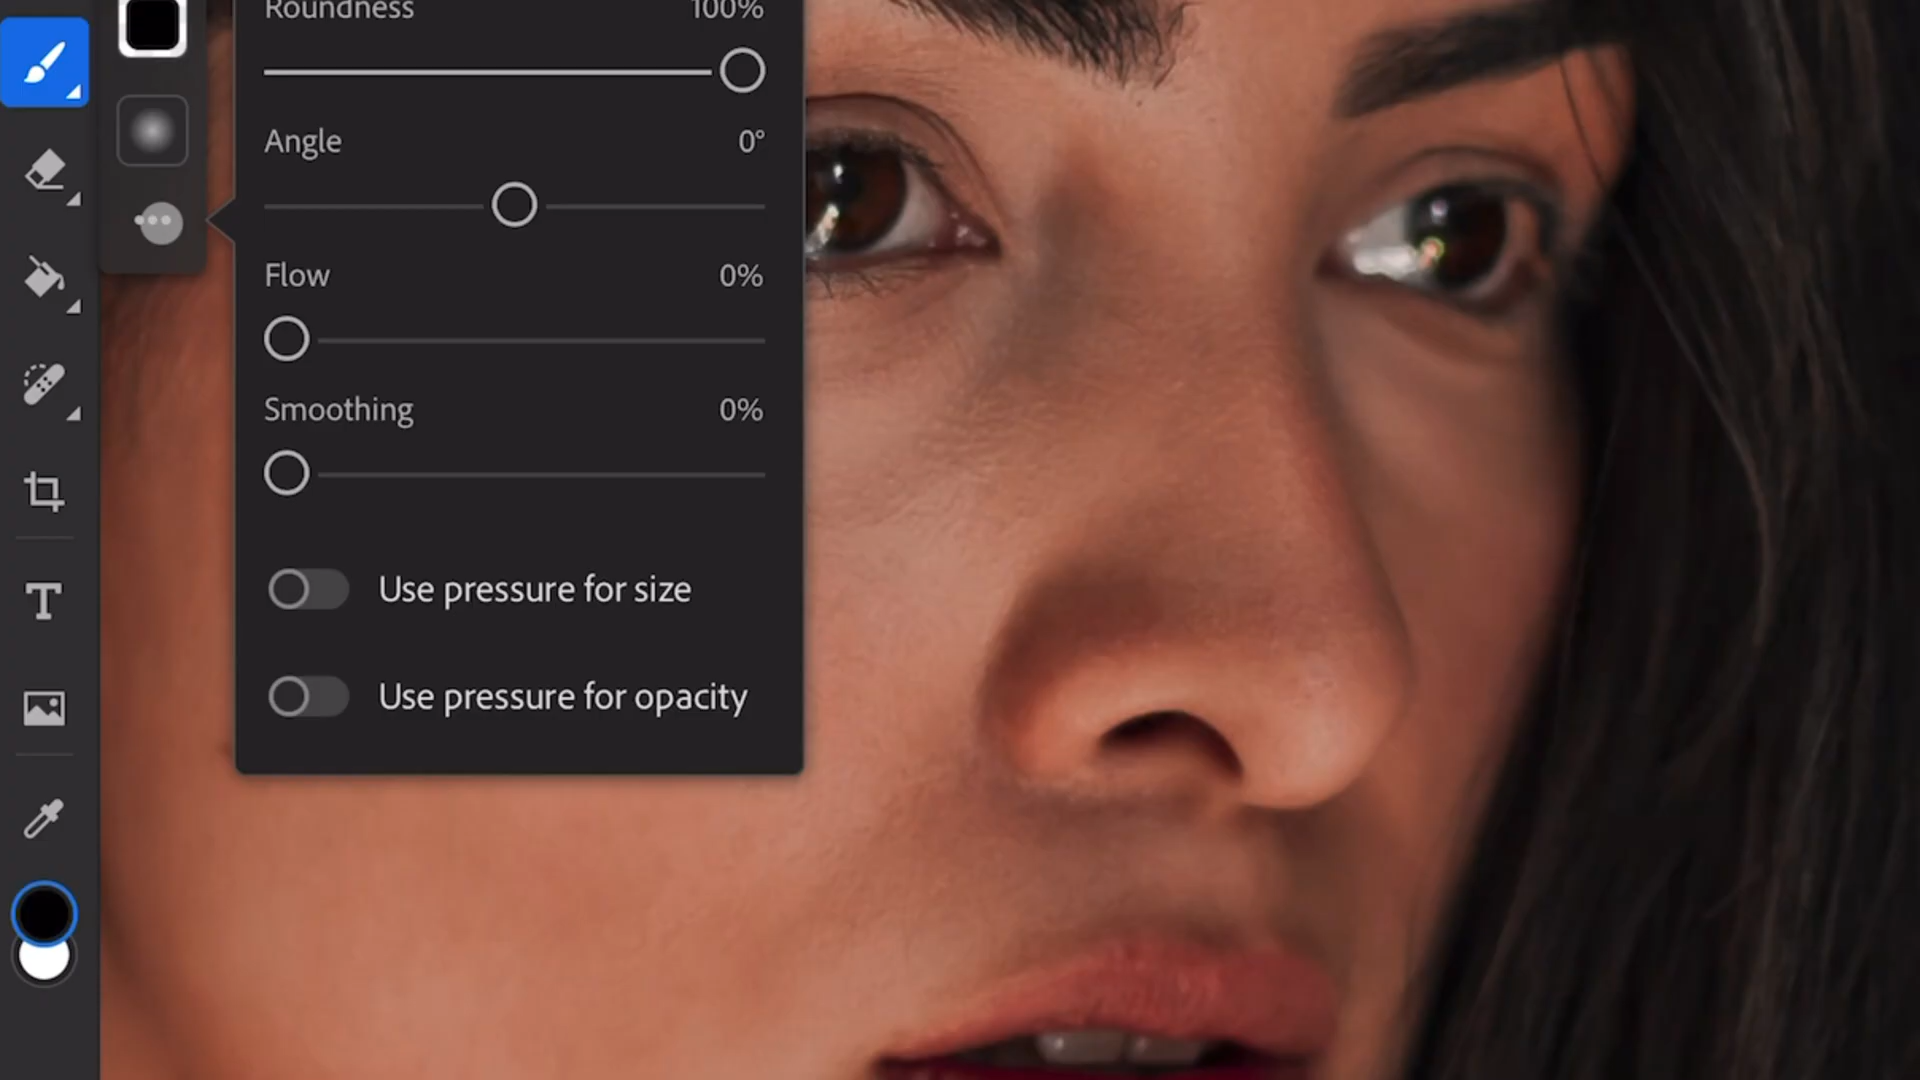 Roundness 100%
Angle 0°
Flow 0%
Smoothing 0%
Use pressure for size
Use pressure for opacity